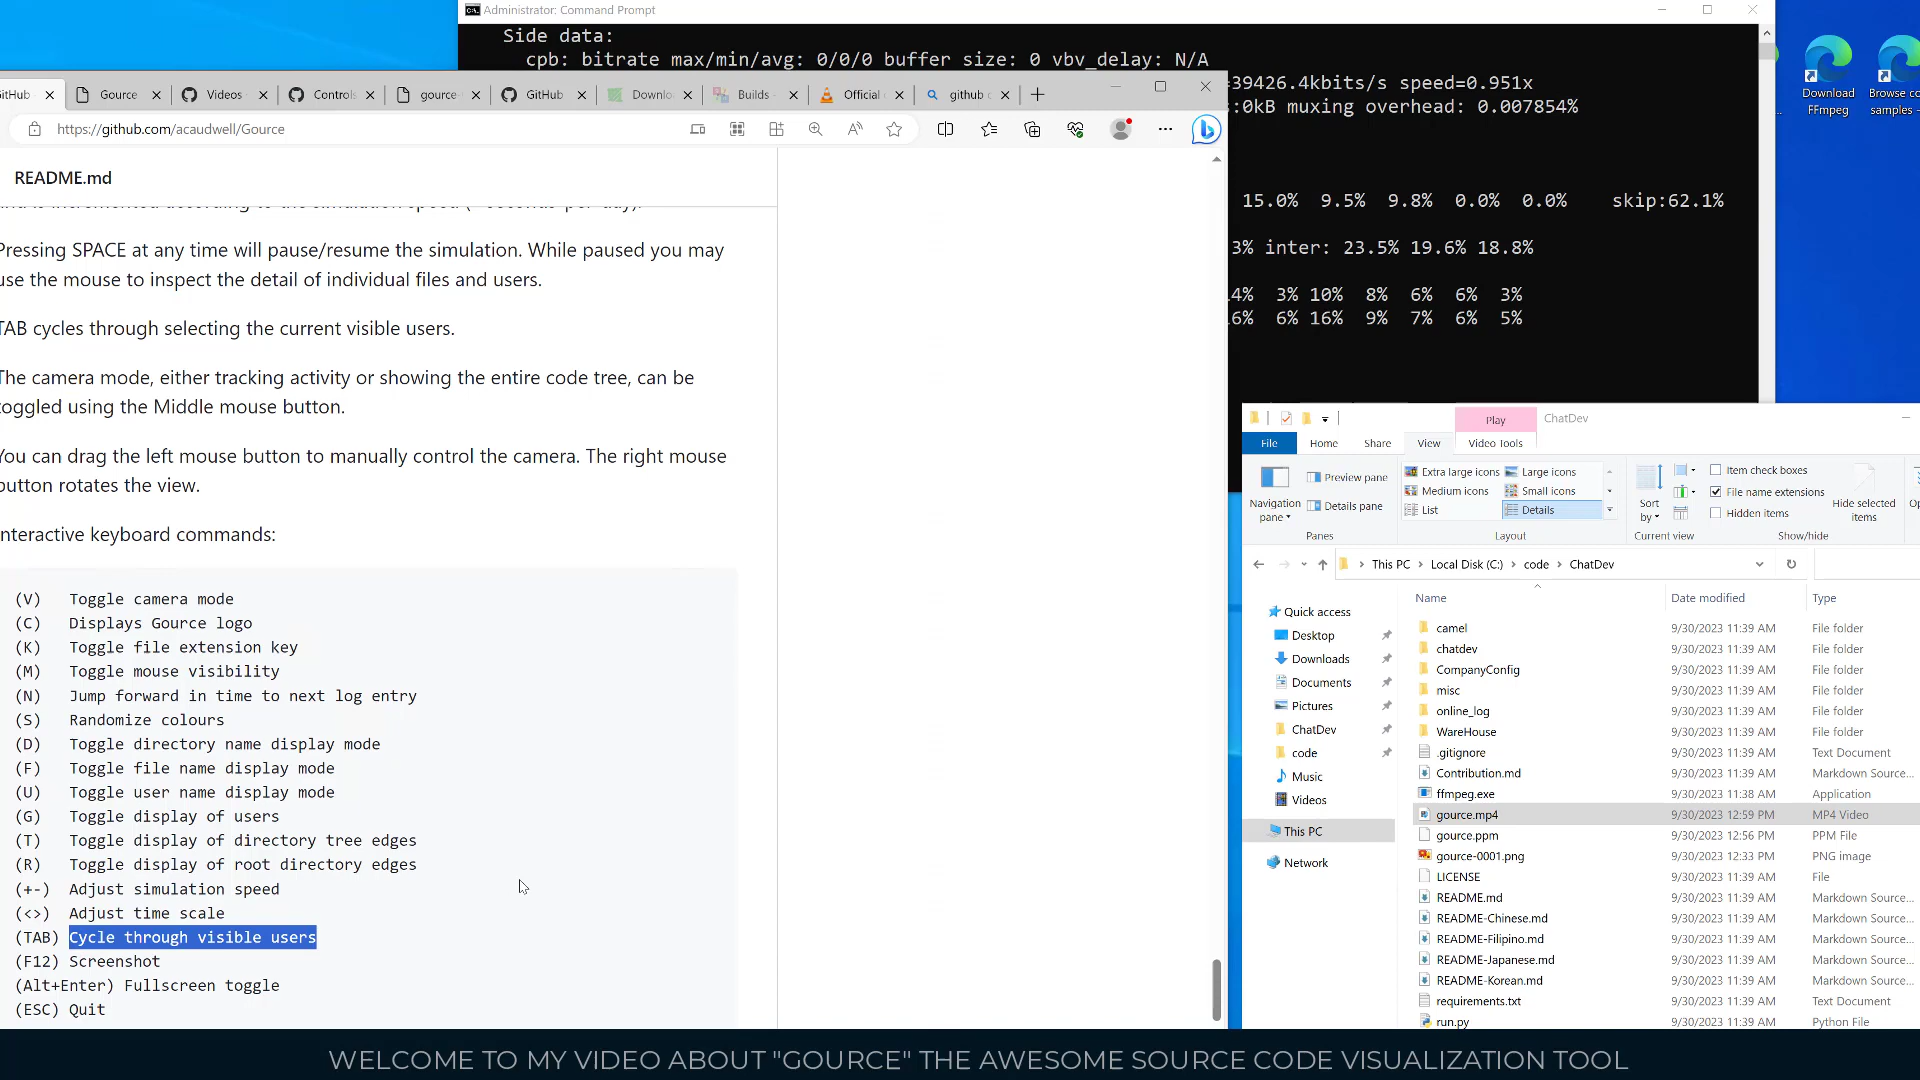 Administrator: Command Prompt
Side data:
cpb: bitrate max/min/avg: 0/0/0 buffer size: 0 vbv_delay: N/A
=39426.4kbits/s speed=0.951x
:0kB muxing overhead: 0.007854%
15.0% 9.5% 9.8% 0.0% 0.0% skip:62.1%
3% inter: 23.5% 19.6% 18.8%
4% 3% 10% 8% 6% 6% 3%
6% 6% 16% 9% 7% 6% 5%
Download FFmpeg
Browse co
samples -
itHub
Gource
Videos
Controls
gource
GitHub
Downlo
Builds -
Official
github c
https://github.com/acaudwell/Gource
README.md
Pressing SPACE at any time will pause/resume the simulation. While paused you may
use the mouse to inspect the detail of individual files and users.
TAB cycles through selecting the current visible users.
The camera mode, either tracking activity or showing the entire code tree, can be
toggled using the Middle mouse button.
You can drag the left mouse button to manually control the camera. The right mouse
button rotates the view.
nteractive keyboard commands:
(V) Toggle camera mode
(C) Displays Gource logo
(K) Toggle file extension key
(M) Toggle mouse visibility
(N) Jump forward in time to next log entry
(S) Randomize colours
(D) Toggle directory name display mode
(F) Toggle file name display mode
(U) Toggle user name display mode
(G) Toggle display of users
(T) Toggle display of directory tree edges
(R) Toggle display of root directory edges
(+-) Adjust simulation speed
(<>) Adjust time scale
(TAB) Cycle through visible users
(F12) Screenshot
(Alt+Enter) Fullscreen toggle
(ESC) Quit
Play
ChatDev
File
Home
Share
View
Video Tools
Navigation pane
Preview pane
Details pane
Panes
Extra large icons
Large icons
Medium icons
Small icons
List
Details
Layout
Sort by
Current view
Item check boxes
File name extensions
Hidden items
Hide selected items
Show/hide
This PC
Local Disk (C:)
code
ChatDev
Quick access
Desktop
Downloads
Documents
Pictures
ChatDev
code
Music
Videos
This PC
Network
Name Date modified Type
camel 9/30/2023 11:39 AM File folder
chatdev 9/30/2023 11:39 AM File folder
CompanyConfig 9/30/2023 11:39 AM File folder
misc 9/30/2023 11:39 AM File folder
online_log 9/30/2023 11:39 AM File folder
WareHouse 9/30/2023 11:39 AM File folder
.gitignore 9/30/2023 11:39 AM Text Document
Contribution.md 9/30/2023 11:39 AM Markdown Source...
ffmpeg.exe 9/30/2023 11:38 AM Application
gource.mp4 9/30/2023 12:59 PM MP4 Video
gource.ppm 9/30/2023 12:56 PM PPM File
gource-0001.png 9/30/2023 12:33 PM PNG image
LICENSE 9/30/2023 11:39 AM File
README.md 9/30/2023 11:39 AM Markdown Source...
README-Chinese.md 9/30/2023 11:39 AM Markdown Source...
README-Filipino.md 9/30/2023 11:39 AM Markdown Source...
README-Japanese.md 9/30/2023 11:39 AM Markdown Source...
README-Korean.md 9/30/2023 11:39 AM Markdown Source...
requirements.txt 9/30/2023 11:39 AM Text Document
run.py 9/30/2023 11:39 AM Python File
WELCOME TO MY VIDEO ABOUT "GOURCE" THE AWESOME SOURCE CODE VISUALIZATION TOOL